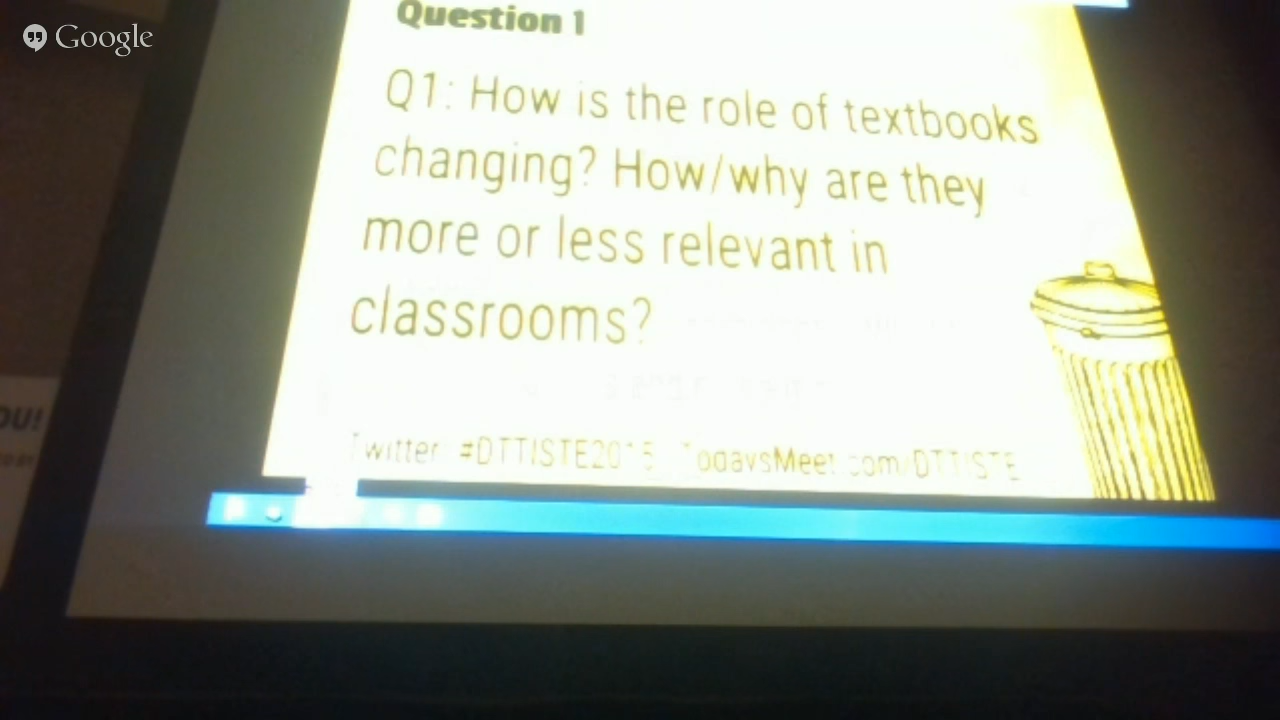 Google
Question 1
Q1: How is the role of textbooks
changing? How/why are they
more or less relevant in
classrooms?
Twitter: #DTTISTE2015 TodaysMeet.com/DTTISTE
OU!